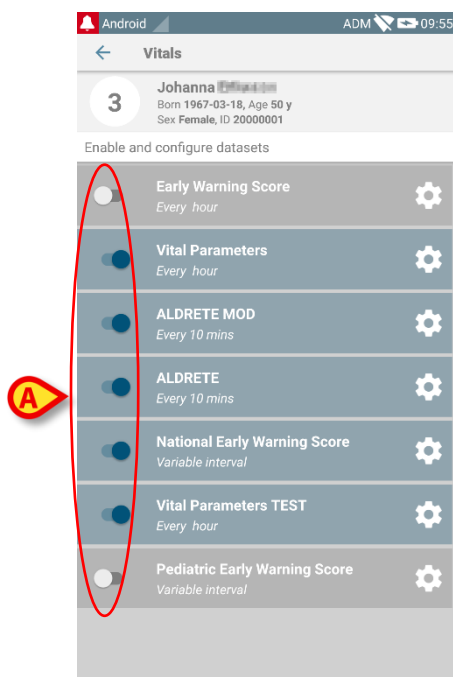 Android ADM 09:55
Vitals
3
Johanna
Born 1967-03-18, Age 50 y
Sex Female, ID 20000001
Enable and configure datasets
Early Warning Score
Every hour
Vital Parameters
Every hour
ALDRETE MOD
Every 10 mins
A
ALDRETE
Every 10 mins
National Early Warning Score
Variable interval
Vital Parameters TEST
Every hour
Pediatric Early Warning Score
Variable interval